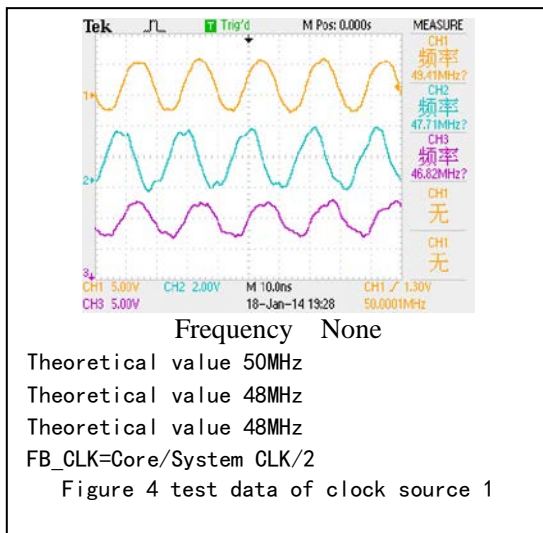 Tek T Trig'd M Pos: 0.000s MEASURE
CH1
频率
49.41MHz?
CH2
频率
47.71MHz?
CH3
频率
46.82MHz?
CH1
无
CH1
无
1
2
3
CH1 5.00V CH2 2.00V M 10.0ns CH1 / 1.30V
CH3 5.00V 18-Jan-14 19:28 50.0001MHz
Frequency None
Theoretical value 50MHz
Theoretical value 48MHz
Theoretical value 48MHz
FB_CLK=Core/System CLK/2
Figure 4 test data of clock source 1